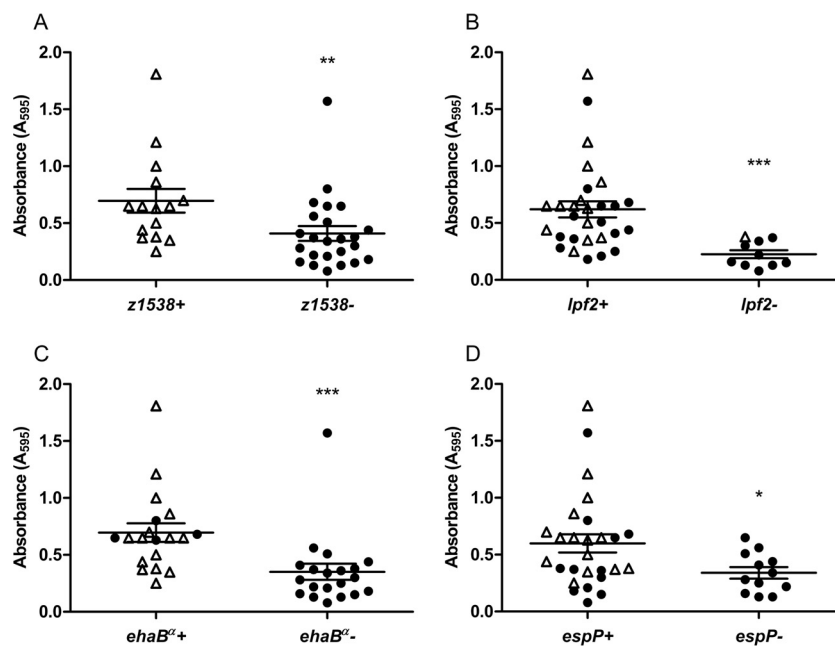 A
Absorbance (A595)
2.0
1.5
1.0
0.5
0.0
**
z1538+
z1538-
B
Absorbance (A595)
2.0
1.5
1.0
0.5
0.0
***
lpf2+
lpf2-
C
Absorbance (A595)
2.0
1.5
1.0
0.5
0.0
***
ehaBα+
ehaBα-
D
Absorbance (A595)
2.0
1.5
1.0
0.5
0.0
*
espP+
espP-